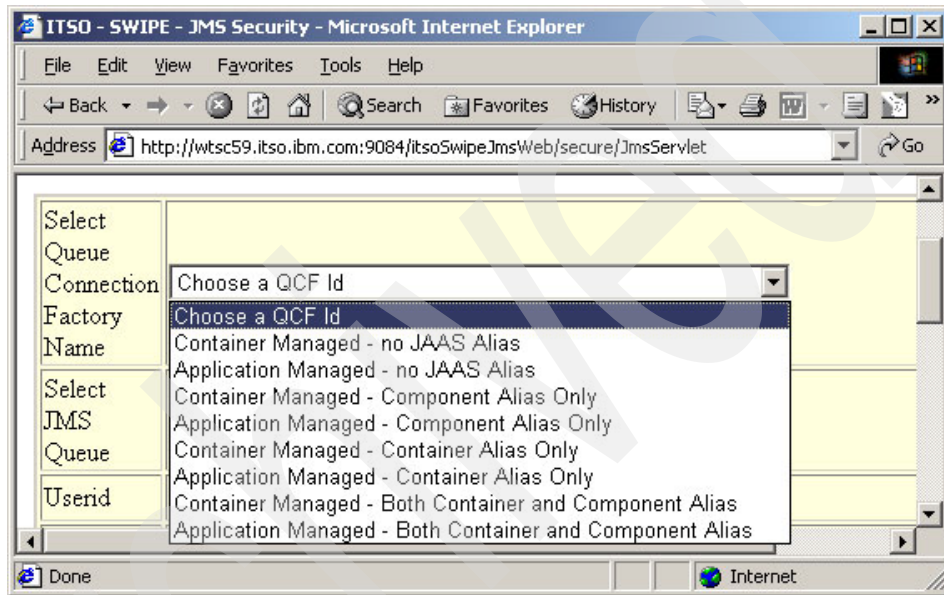 ITSO - SWIPE - JMS Security - Microsoft Internet Explorer
File Edit View Favorites Tools Help
Back Search Favorites History »
Address http://wtsc59.itso.ibm.com:9084/itsoSwipeJmsWeb/secure/JmsServlet Go
Select
Queue
Connection
Factory
Name
Choose a QCF Id
Choose a QCF Id
Container Managed - no JAAS Alias
Application Managed - no JAAS Alias
Container Managed - Component Alias Only
Application Managed - Component Alias Only
Container Managed - Container Alias Only
Application Managed - Container Alias Only
Container Managed - Both Container and Component Alias
Application Managed - Both Container and Component Alias
Select
JMS
Queue
Userid
Done Internet